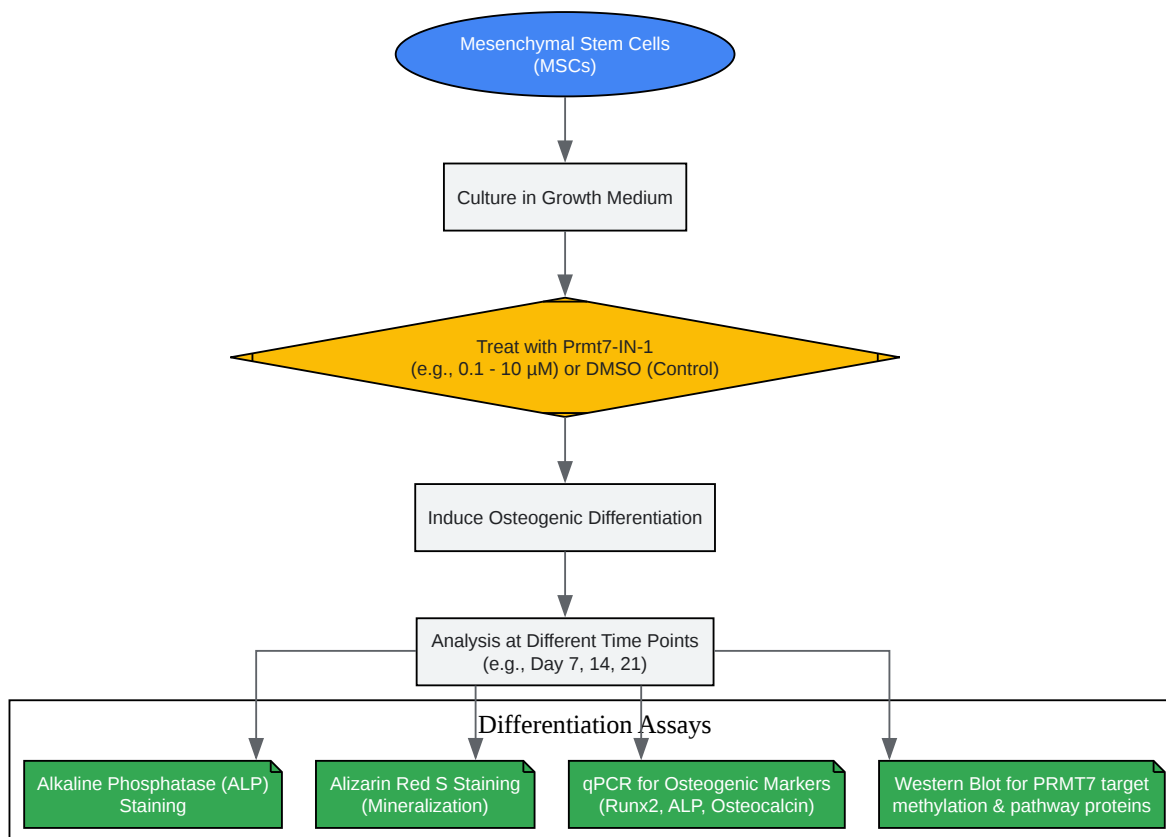 Mesenchymal Stem Cells
(MSCs)
Culture in Growth Medium
Treat with Prmt7-IN-1
(e.g., 0.1 - 10 µM) or DMSO (Control)
Induce Osteogenic Differentiation
Analysis at Different Time Points
(e.g., Day 7, 14, 21)
Differentiation Assays
Alkaline Phosphatase (ALP)
Staining
Alizarin Red S Staining
(Mineralization)
qPCR for Osteogenic Markers
(Runx2, ALP, Osteocalcin)
Western Blot for PRMT7 target
methylation & pathway proteins